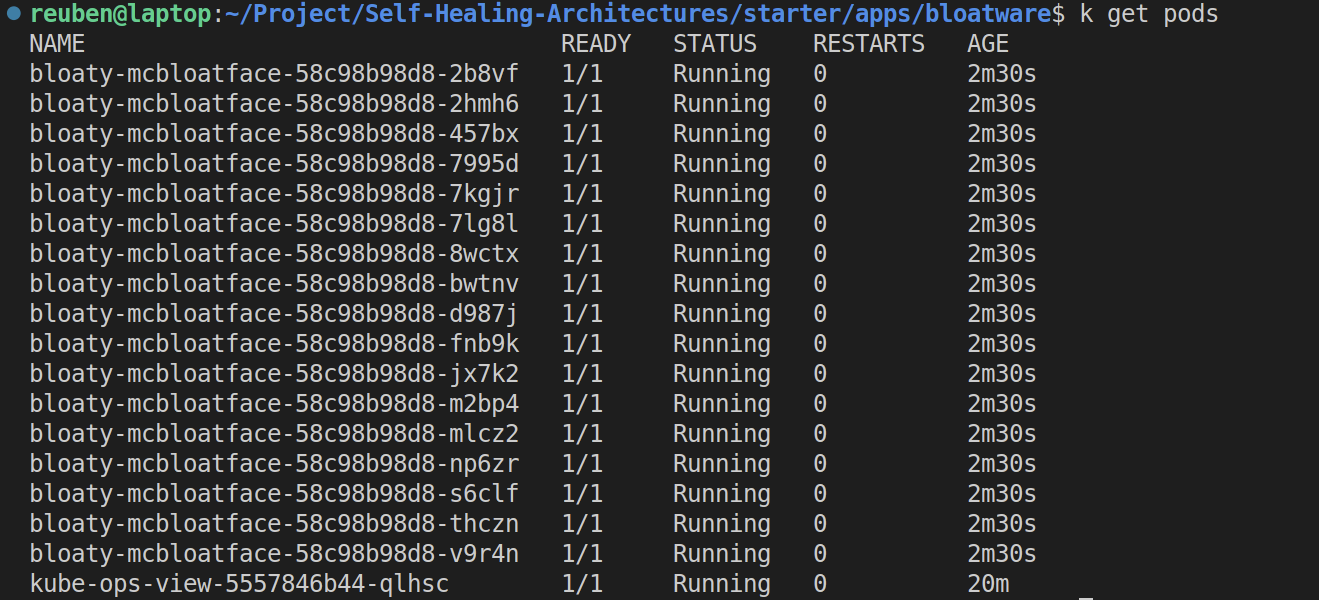 reuben@laptop:~/Project/Self-Healing-Architectures/starter/apps/bloatware$ k get pods
NAME READY STATUS RESTARTS AGE
bloaty-mcbloatface-58c98b98d8-2b8vf 1/1 Running 0 2m30s
bloaty-mcbloatface-58c98b98d8-2hmh6 1/1 Running 0 2m30s
bloaty-mcbloatface-58c98b98d8-457bx 1/1 Running 0 2m30s
bloaty-mcbloatface-58c98b98d8-7995d 1/1 Running 0 2m30s
bloaty-mcbloatface-58c98b98d8-7kgjr 1/1 Running 0 2m30s
bloaty-mcbloatface-58c98b98d8-7lg8l 1/1 Running 0 2m30s
bloaty-mcbloatface-58c98b98d8-8wctx 1/1 Running 0 2m30s
bloaty-mcbloatface-58c98b98d8-bwtnv 1/1 Running 0 2m30s
bloaty-mcbloatface-58c98b98d8-d987j 1/1 Running 0 2m30s
bloaty-mcbloatface-58c98b98d8-fnb9k 1/1 Running 0 2m30s
bloaty-mcbloatface-58c98b98d8-jx7k2 1/1 Running 0 2m30s
bloaty-mcbloatface-58c98b98d8-m2bp4 1/1 Running 0 2m30s
bloaty-mcbloatface-58c98b98d8-mlcz2 1/1 Running 0 2m30s
bloaty-mcbloatface-58c98b98d8-np6zr 1/1 Running 0 2m30s
bloaty-mcbloatface-58c98b98d8-s6clf 1/1 Running 0 2m30s
bloaty-mcbloatface-58c98b98d8-thczn 1/1 Running 0 2m30s
bloaty-mcbloatface-58c98b98d8-v9r4n 1/1 Running 0 2m30s
kube-ops-view-5557846b44-qlhsc 1/1 Running 0 20m